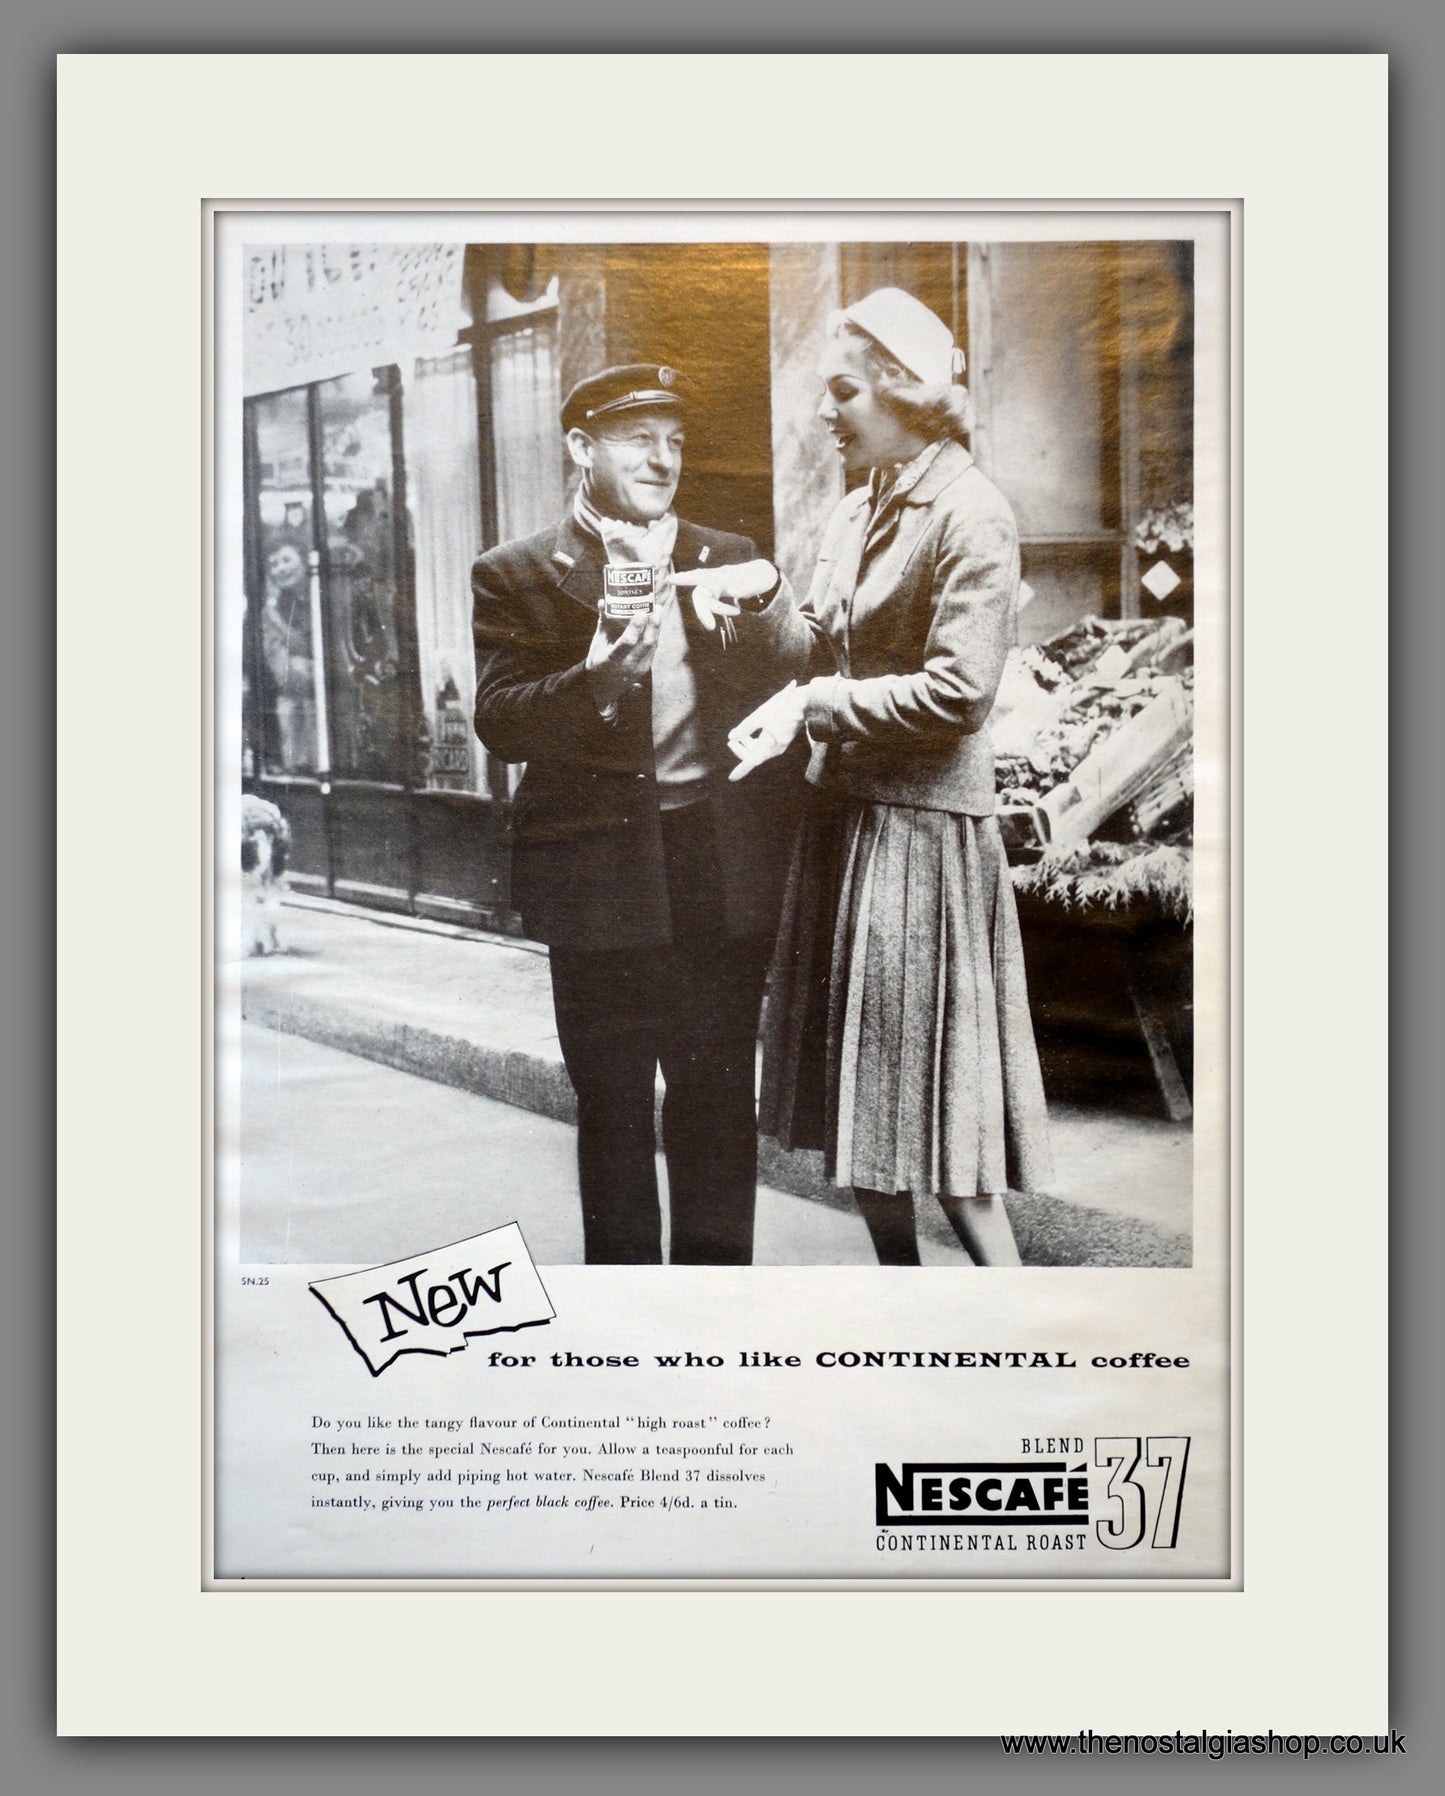 NESCAFÉ
INSTANT COFFEE
SN.25
New
for those who like CONTINENTAL coffee
Do you like the tangy flavour of Continental “high roast” coffee?
Then here is the special Nescafé for you. Allow a teaspoonful for each
cup, and simply add piping hot water. Nescafé Blend 37 dissolves
instantly, giving you the perfect black coffee. Price 4/6d. a tin.
BLEND 37
NESCAFÉ
CONTINENTAL ROAST
www.thenostalgiashop.co.uk